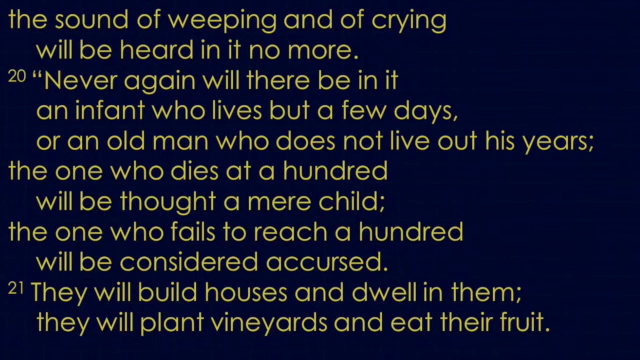 the sound of weeping and of crying
will be heard in it no more.
20 “Never again will there be in it
an infant who lives but a few days,
or an old man who does not live out his years;
the one who dies at a hundred
will be thought a mere child;
the one who fails to reach a hundred
will be considered accursed.
21 They will build houses and dwell in them;
they will plant vineyards and eat their fruit.